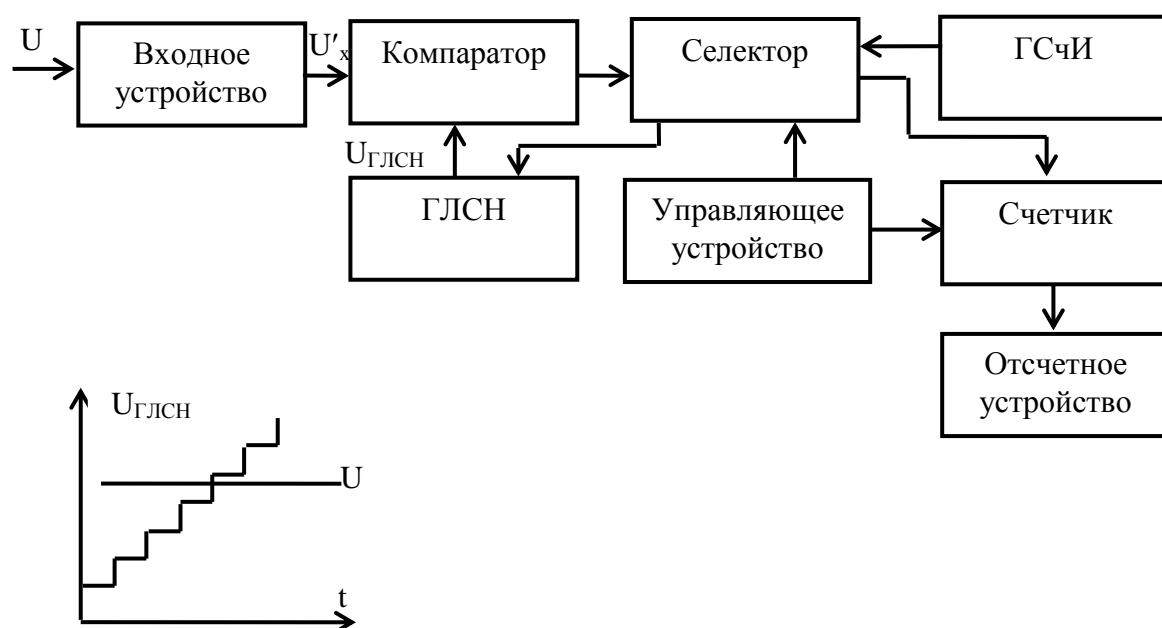 U
Входное
устройство
U′x
Компаратор
Селектор
ГСчИ
UГЛСН
ГЛСН
Управляющее
устройство
Счетчик
Отсчетное
устройство
UГЛСН
U
t